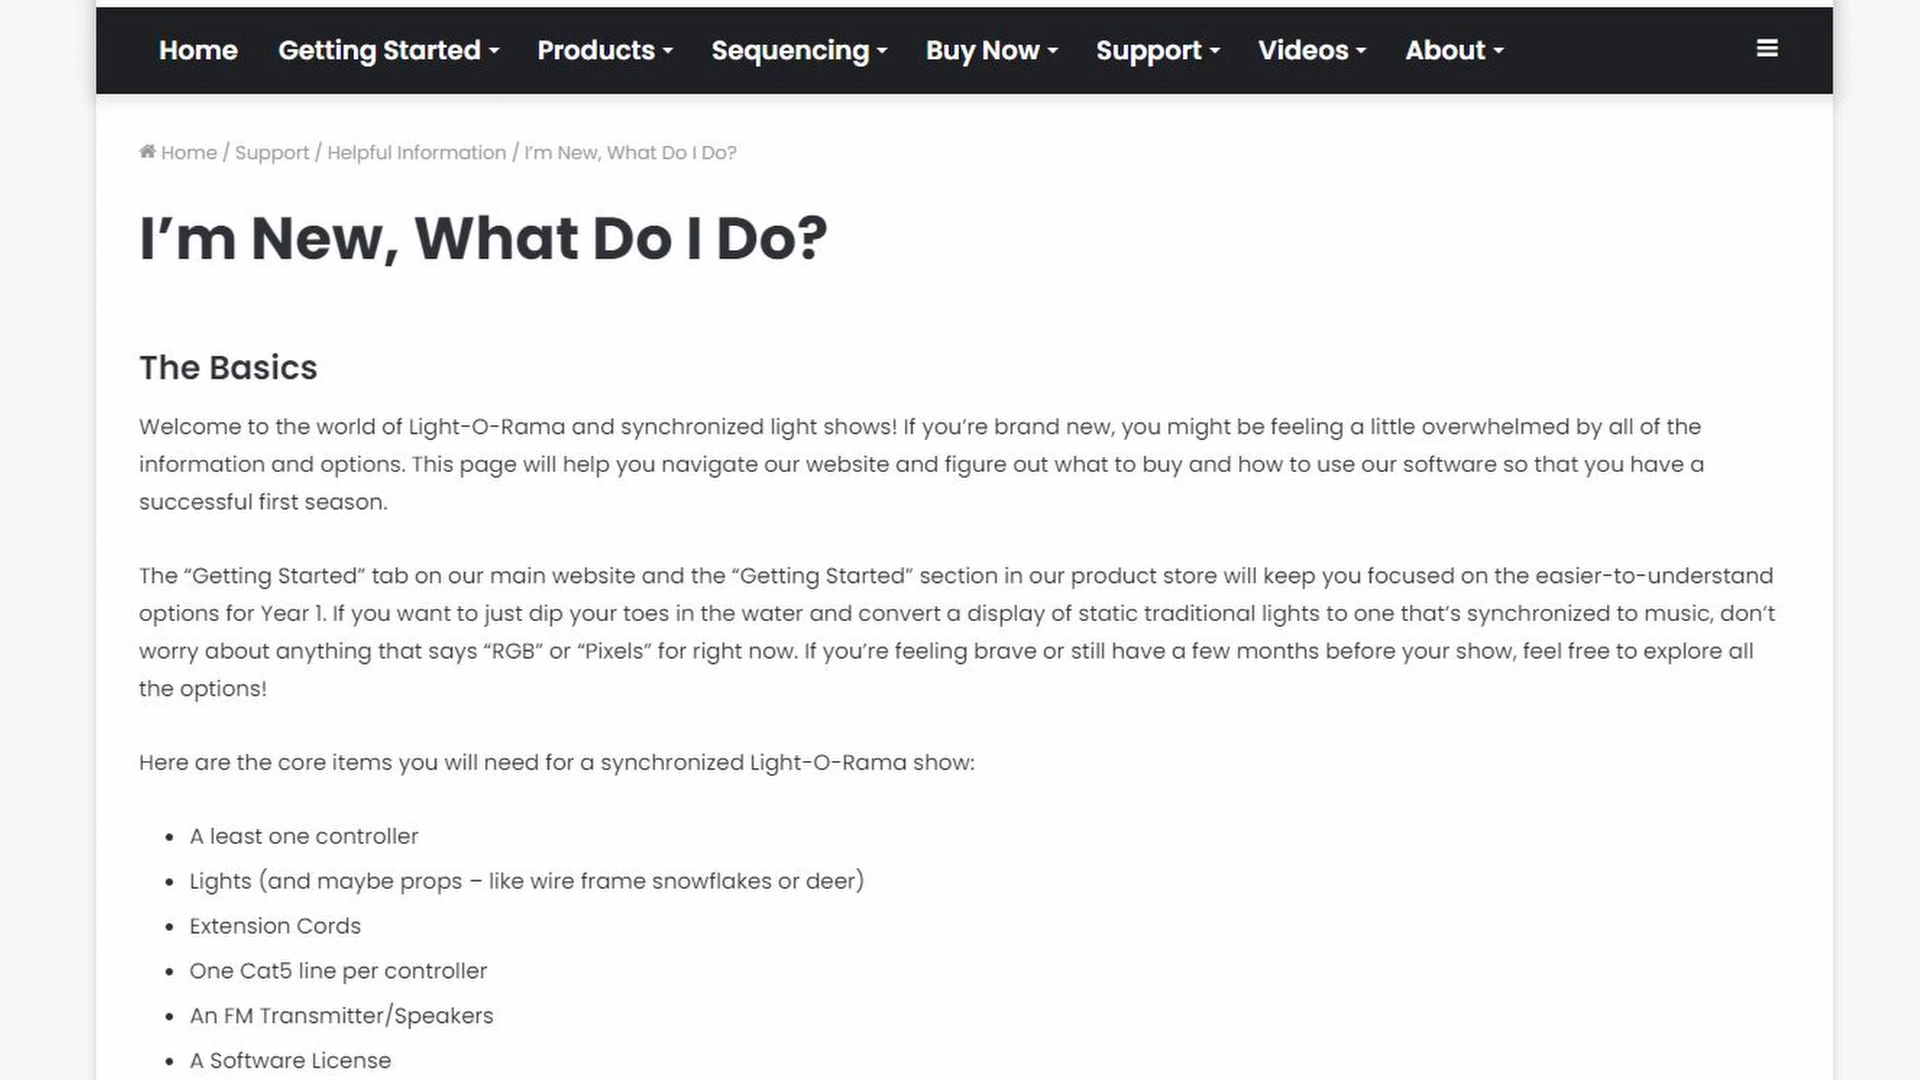 Home Getting Started Products Sequencing Buy Now Support Videos About
Home / Support / Helpful Information / I’m New, What Do I Do?
I’m New, What Do I Do?
The Basics
Welcome to the world of Light-O-Rama and synchronized light shows! If you’re brand new, you might be feeling a little overwhelmed by all of the
information and options. This page will help you navigate our website and figure out what to buy and how to use our software so that you have a
successful first season.
The “Getting Started” tab on our main website and the “Getting Started” section in our product store will keep you focused on the easier-to-understand
options for Year 1. If you want to just dip your toes in the water and convert a display of static traditional lights to one that’s synchronized to music, don’t
worry about anything that says “RGB” or “Pixels” for right now. If you’re feeling brave or still have a few months before your show, feel free to explore all
the options!
Here are the core items you will need for a synchronized Light-O-Rama show:
• A least one controller
• Lights (and maybe props – like wire frame snowflakes or deer)
• Extension Cords
• One Cat5 line per controller
• An FM Transmitter/Speakers
• A Software License